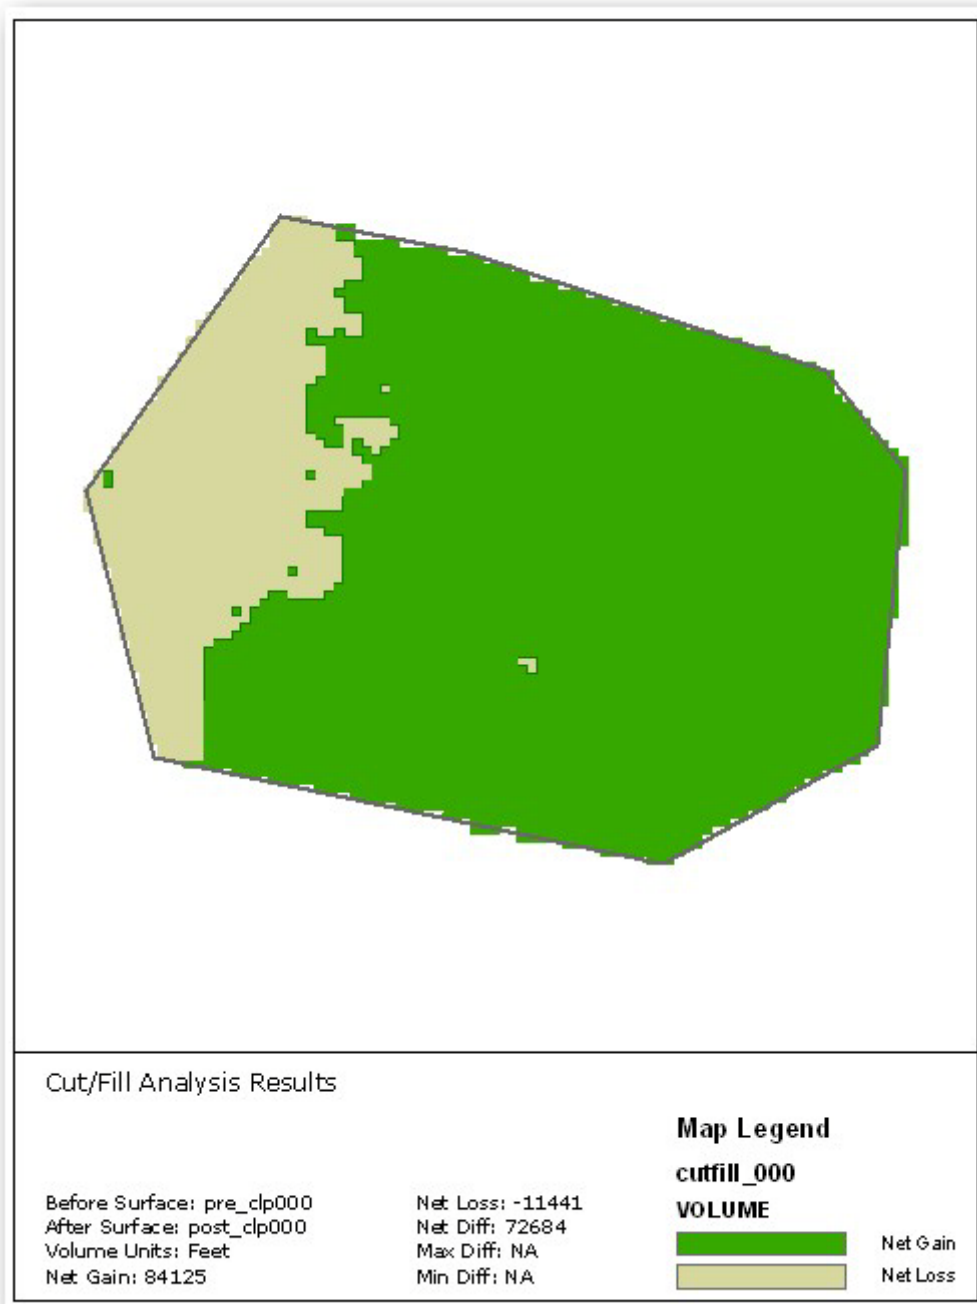 Cut/Fill Analysis Results
Before Surface: pre_clp000
After Surface: post_clp000
Volume Units: Feet
Net Gain: 84125
Net Loss: -11441
Net Diff: 72684
Max Diff: NA
Min Diff: NA
Map Legend
cutfill_000
VOLUME
Net Gain
Net Loss